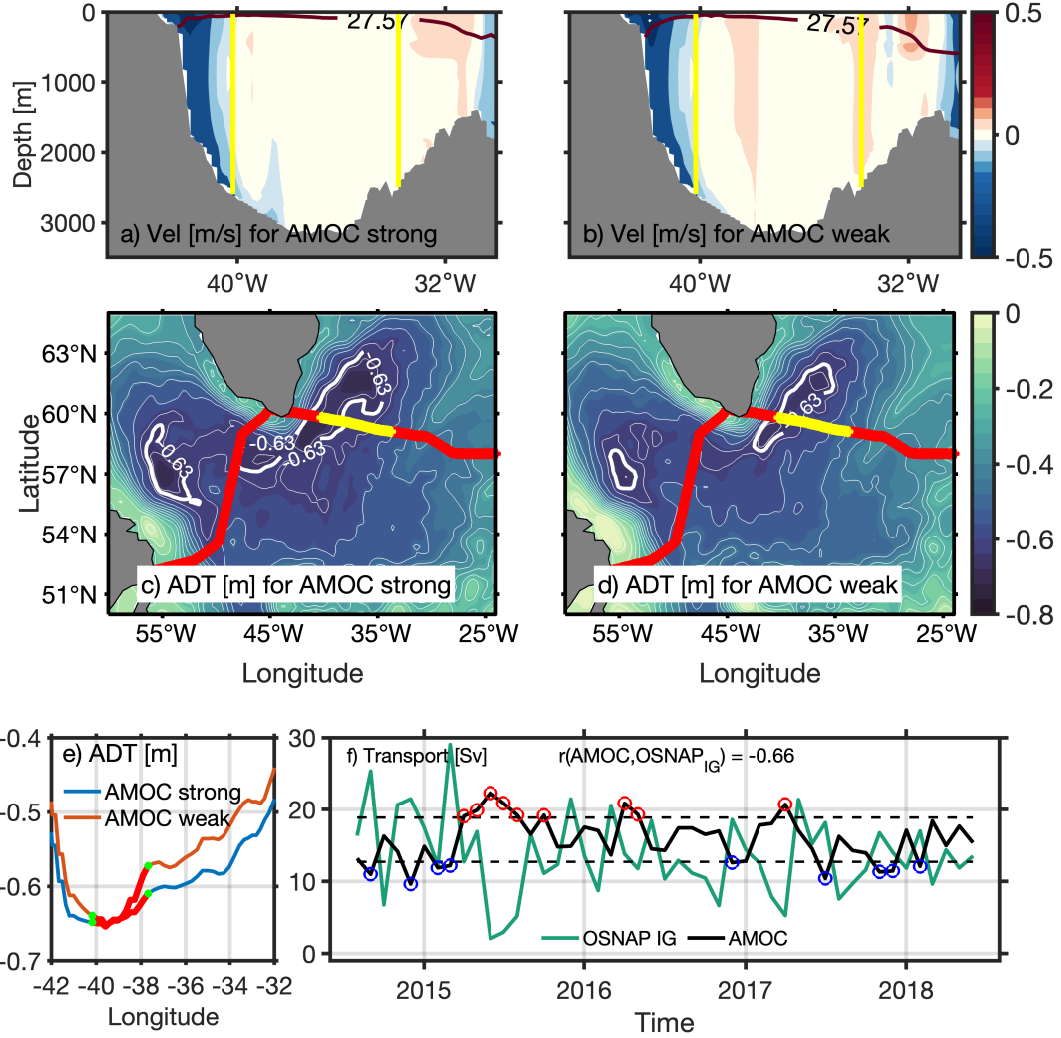 0
1000
2000
3000
Depth [m]
27.57
a) Vel [m/s] for AMOC strong
40°W
32°W
27.57
b) Vel [m/s] for AMOC weak
40°W
32°W
0.5
0
-0.5
63°N
60°N
57°N
54°N
51°N
Latitude
-0.63
-0.63
-0.63
-0.63
c) ADT [m] for AMOC strong
55°W
45°W
35°W
25°W
Longitude
0.63
d) ADT [m] for AMOC weak
55°W
45°W
35°W
25°W
Longitude
0
-0.2
-0.4
-0.6
-0.8
-0.4
-0.5
-0.6
-0.7
e) ADT [m]
AMOC strong
AMOC weak
-42 -40 -38 -36 -34 -32
Longitude
30
20
10
0
f) Transport [Sv]
r(AMOC,OSNAP_IG) = -0.66
OSNAP IG
AMOC
2015
2016
2017
2018
Time